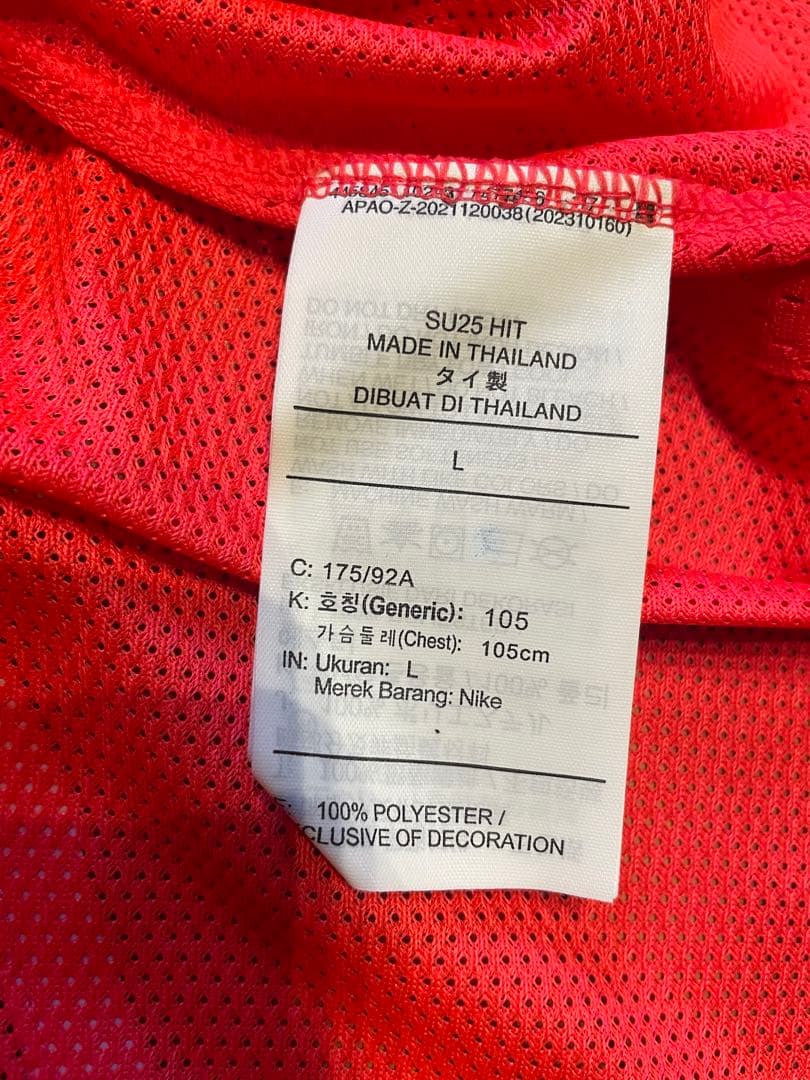 APAO-Z-2021120038(202310160)
SU25 HIT
MADE IN THAILAND
タイ製
DIBUAT DI THAILAND
L
C: 175/92A
K: 호칭(Generic): 105
가슴둘레(Chest): 105cm
IN: Ukuran: L
Merek Barang: Nike
100% POLYESTER /
CLUSIVE OF DECORATION